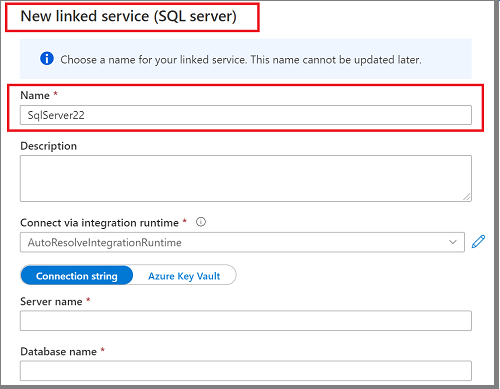 New linked service (SQL server)
Choose a name for your linked service. This name cannot be updated later.
Name *
SqlServer22
Description
Connect via integration runtime *
AutoResolveIntegrationRuntime
Connection string Azure Key Vault
Server name *
Database name *